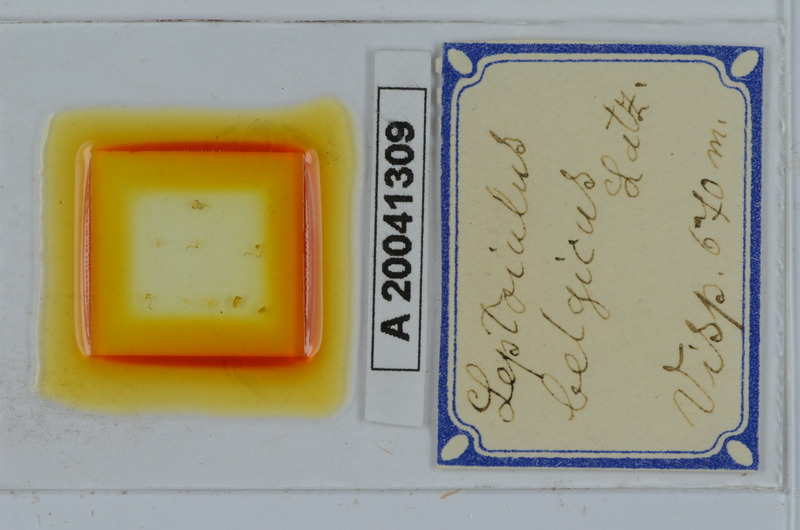 A 20041309
Leptoiulus
belgicus
Latz.
Visp. 670 m.